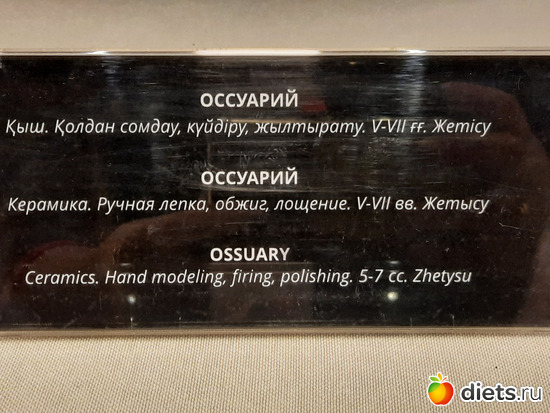 ОССУАРИЙ
Қыш. Қолдан сомдау, күйдіру, жылтырату. V-VII ғғ. Жетісу
ОССУАРИЙ
Керамика. Ручная лепка, обжиг, лощение. V-VII вв. Жетысу
OSSUARY
Ceramics. Hand modeling, firing, polishing. 5-7 cc. Zhetysu
diets.ru